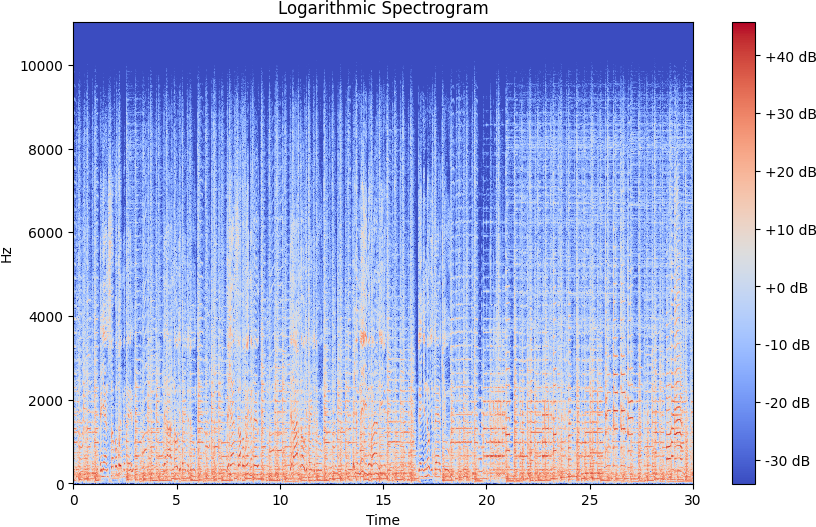 Logarithmic Spectrogram
Hz
10000
8000
6000
4000
2000
0
0 5 10 15 20 25 30
Time
+40 dB
+30 dB
+20 dB
+10 dB
+0 dB
-10 dB
-20 dB
-30 dB